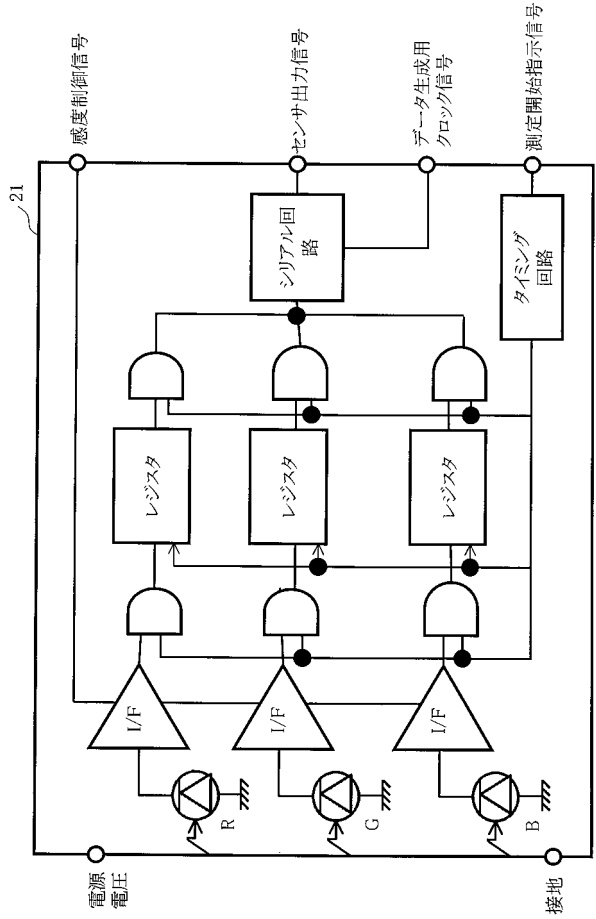 21
感度制御信号
センサ出力信号
データ生成用
クロック信号
測定開始指示信号
シリアル回
路
タイミング
回路
レジスタ
レジスタ
レジスタ
I/F
I/F
I/F
R
G
B
電源
電圧
接地